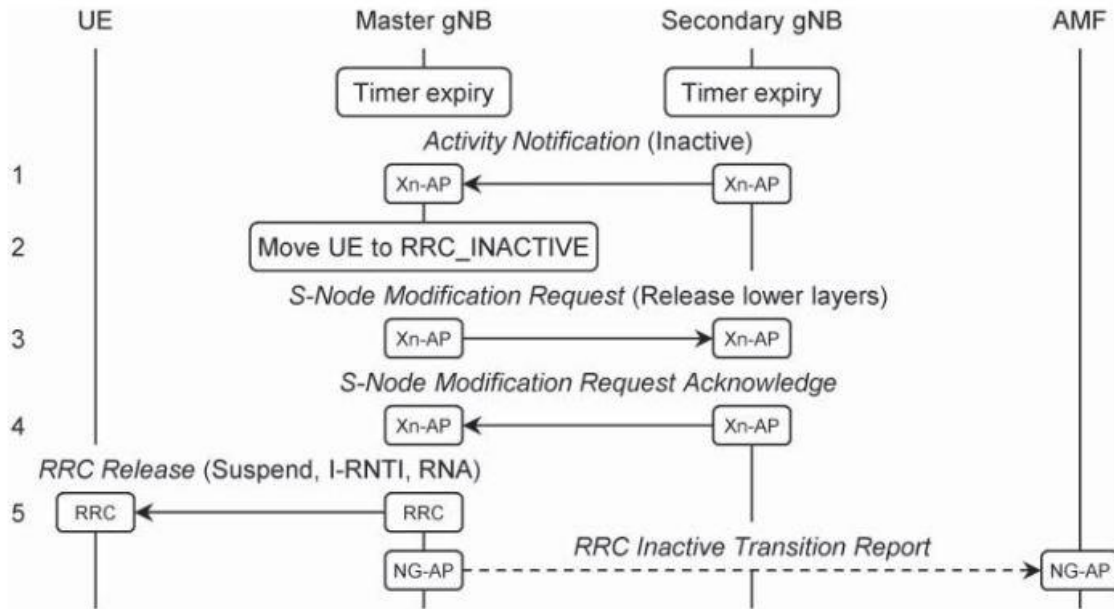 UE Master gNB Secondary gNB AMF
Timer expiry Timer expiry
Activity Notification (Inactive)
1 Xn-AP Xn-AP
2 Move UE to RRC_INACTIVE
S-Node Modification Request (Release lower layers)
3 Xn-AP Xn-AP
S-Node Modification Request Acknowledge
4 Xn-AP Xn-AP
RRC Release (Suspend, I-RNTI, RNA)
5 RRC RRC
RRC Inactive Transition Report
NG-AP NG-AP